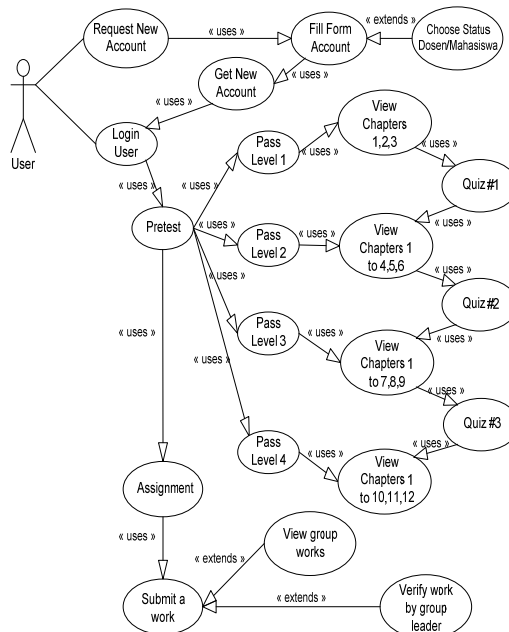 Request New
Account
« uses »
Fill Form
Account
« extends »
Choose Status
Dosen/Mahasiswa
« uses »
Get New
Account
« uses »
User
Login
User
« uses »
Pass
Level 1
« uses »
« uses »
View
Chapters
1,2,3
« uses »
Quiz #1
« uses »
Pretest
« uses »
Pass
Level 2
« uses »
View
Chapters 1
to 4,5,6
« uses »
« uses »
Quiz #2
« uses »
« uses »
Pass
Level 3
« uses »
View
Chapters 1
to 7,8,9
« uses »
« uses »
Quiz #3
« uses »
Pass
Level 4
« uses »
View
Chapters 1
to 10,11,12
Assignment
« uses »
View group
works
« extends »
Submit a
work
« extends »
Verify work
by group
leader